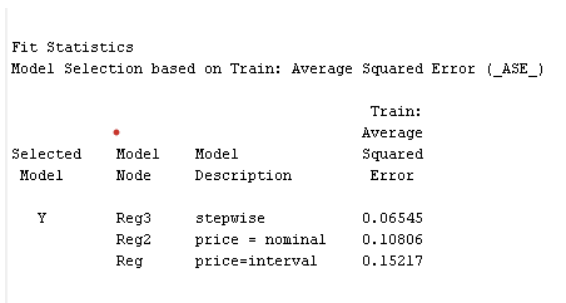 Fit Statistics
Model Selection based on Train: Average Squared Error (_ASE_)
Train:
Average
Selected Model Model Squared
Model Node Description Error
Y Reg3 stepwise 0.06545
Reg2 price = nominal 0.10806
Reg price=interval 0.15217